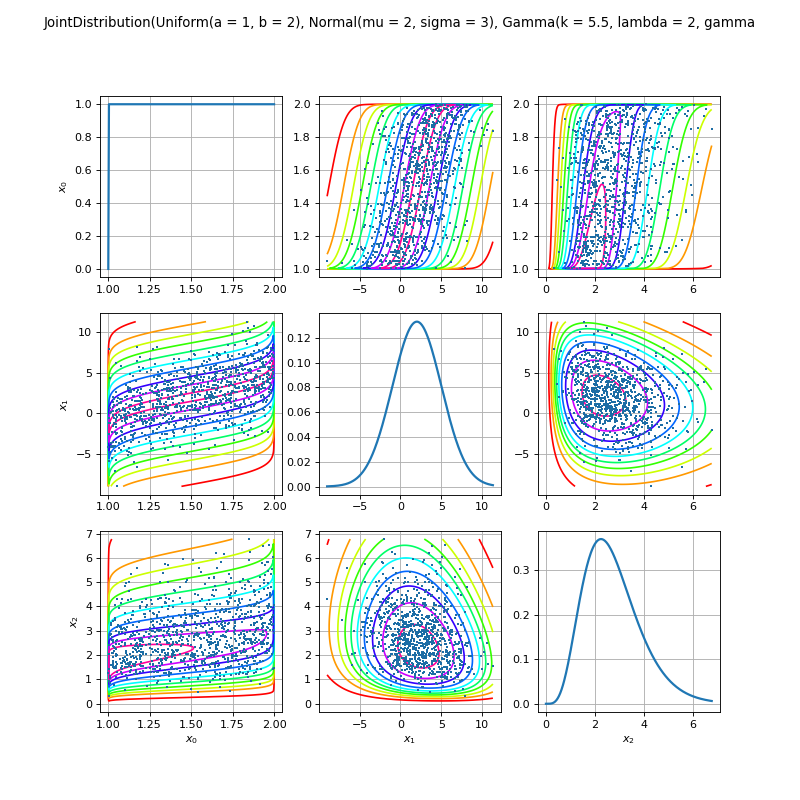 JointDistribution(Uniform(a = 1, b = 2), Normal(mu = 2, sigma = 3), Gamma(k = 5.5, lambda = 2, gamma
1.0 0.8 0.6 0.4 0.2 0.0
x₀
1.00 1.25 1.50 1.75 2.00
2.0 1.8 1.6 1.4 1.2 1.0
−5 0 5 10
2.0 1.8 1.6 1.4 1.2 1.0
0 2 4 6
10 5 0 −5
x₁
1.00 1.25 1.50 1.75 2.00
0.12 0.10 0.08 0.06 0.04 0.02 0.00
−5 0 5 10
10 5 0 −5
0 2 4 6
7 6 5 4 3 2 1 0
x₂
1.00 1.25 1.50 1.75 2.00
x₀
7 6 5 4 3 2 1 0
−5 0 5 10
x₁
0.3 0.2 0.1 0.0
0 2 4 6
x₂